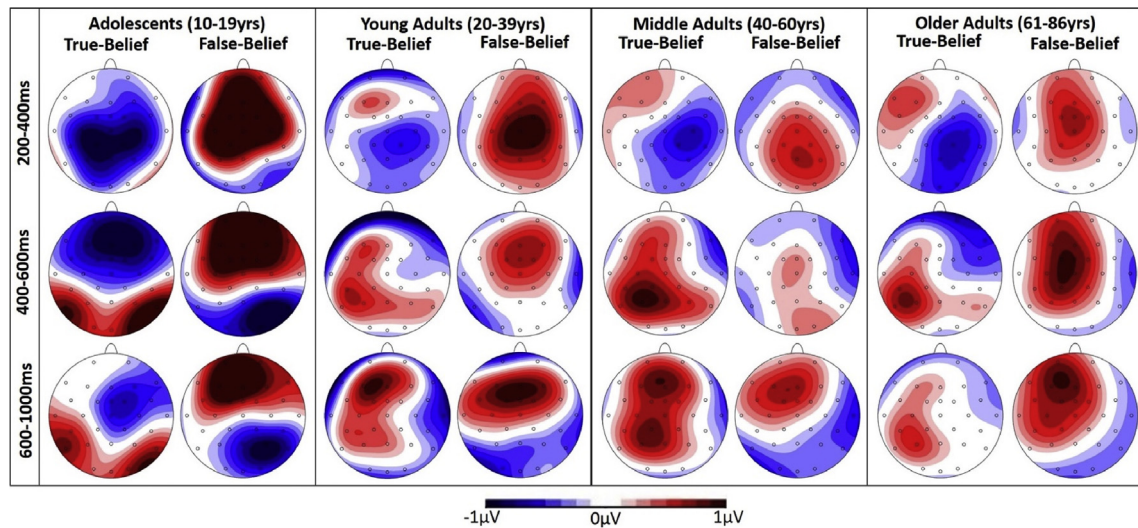 Adolescents (10-19yrs) Young Adults (20-39yrs) Middle Adults (40-60yrs) Older Adults (61-86yrs)
True-Belief False-Belief True-Belief False-Belief True-Belief False-Belief True-Belief False-Belief
200-400ms
400-600ms
600-1000ms
-1µV 0µV 1µV